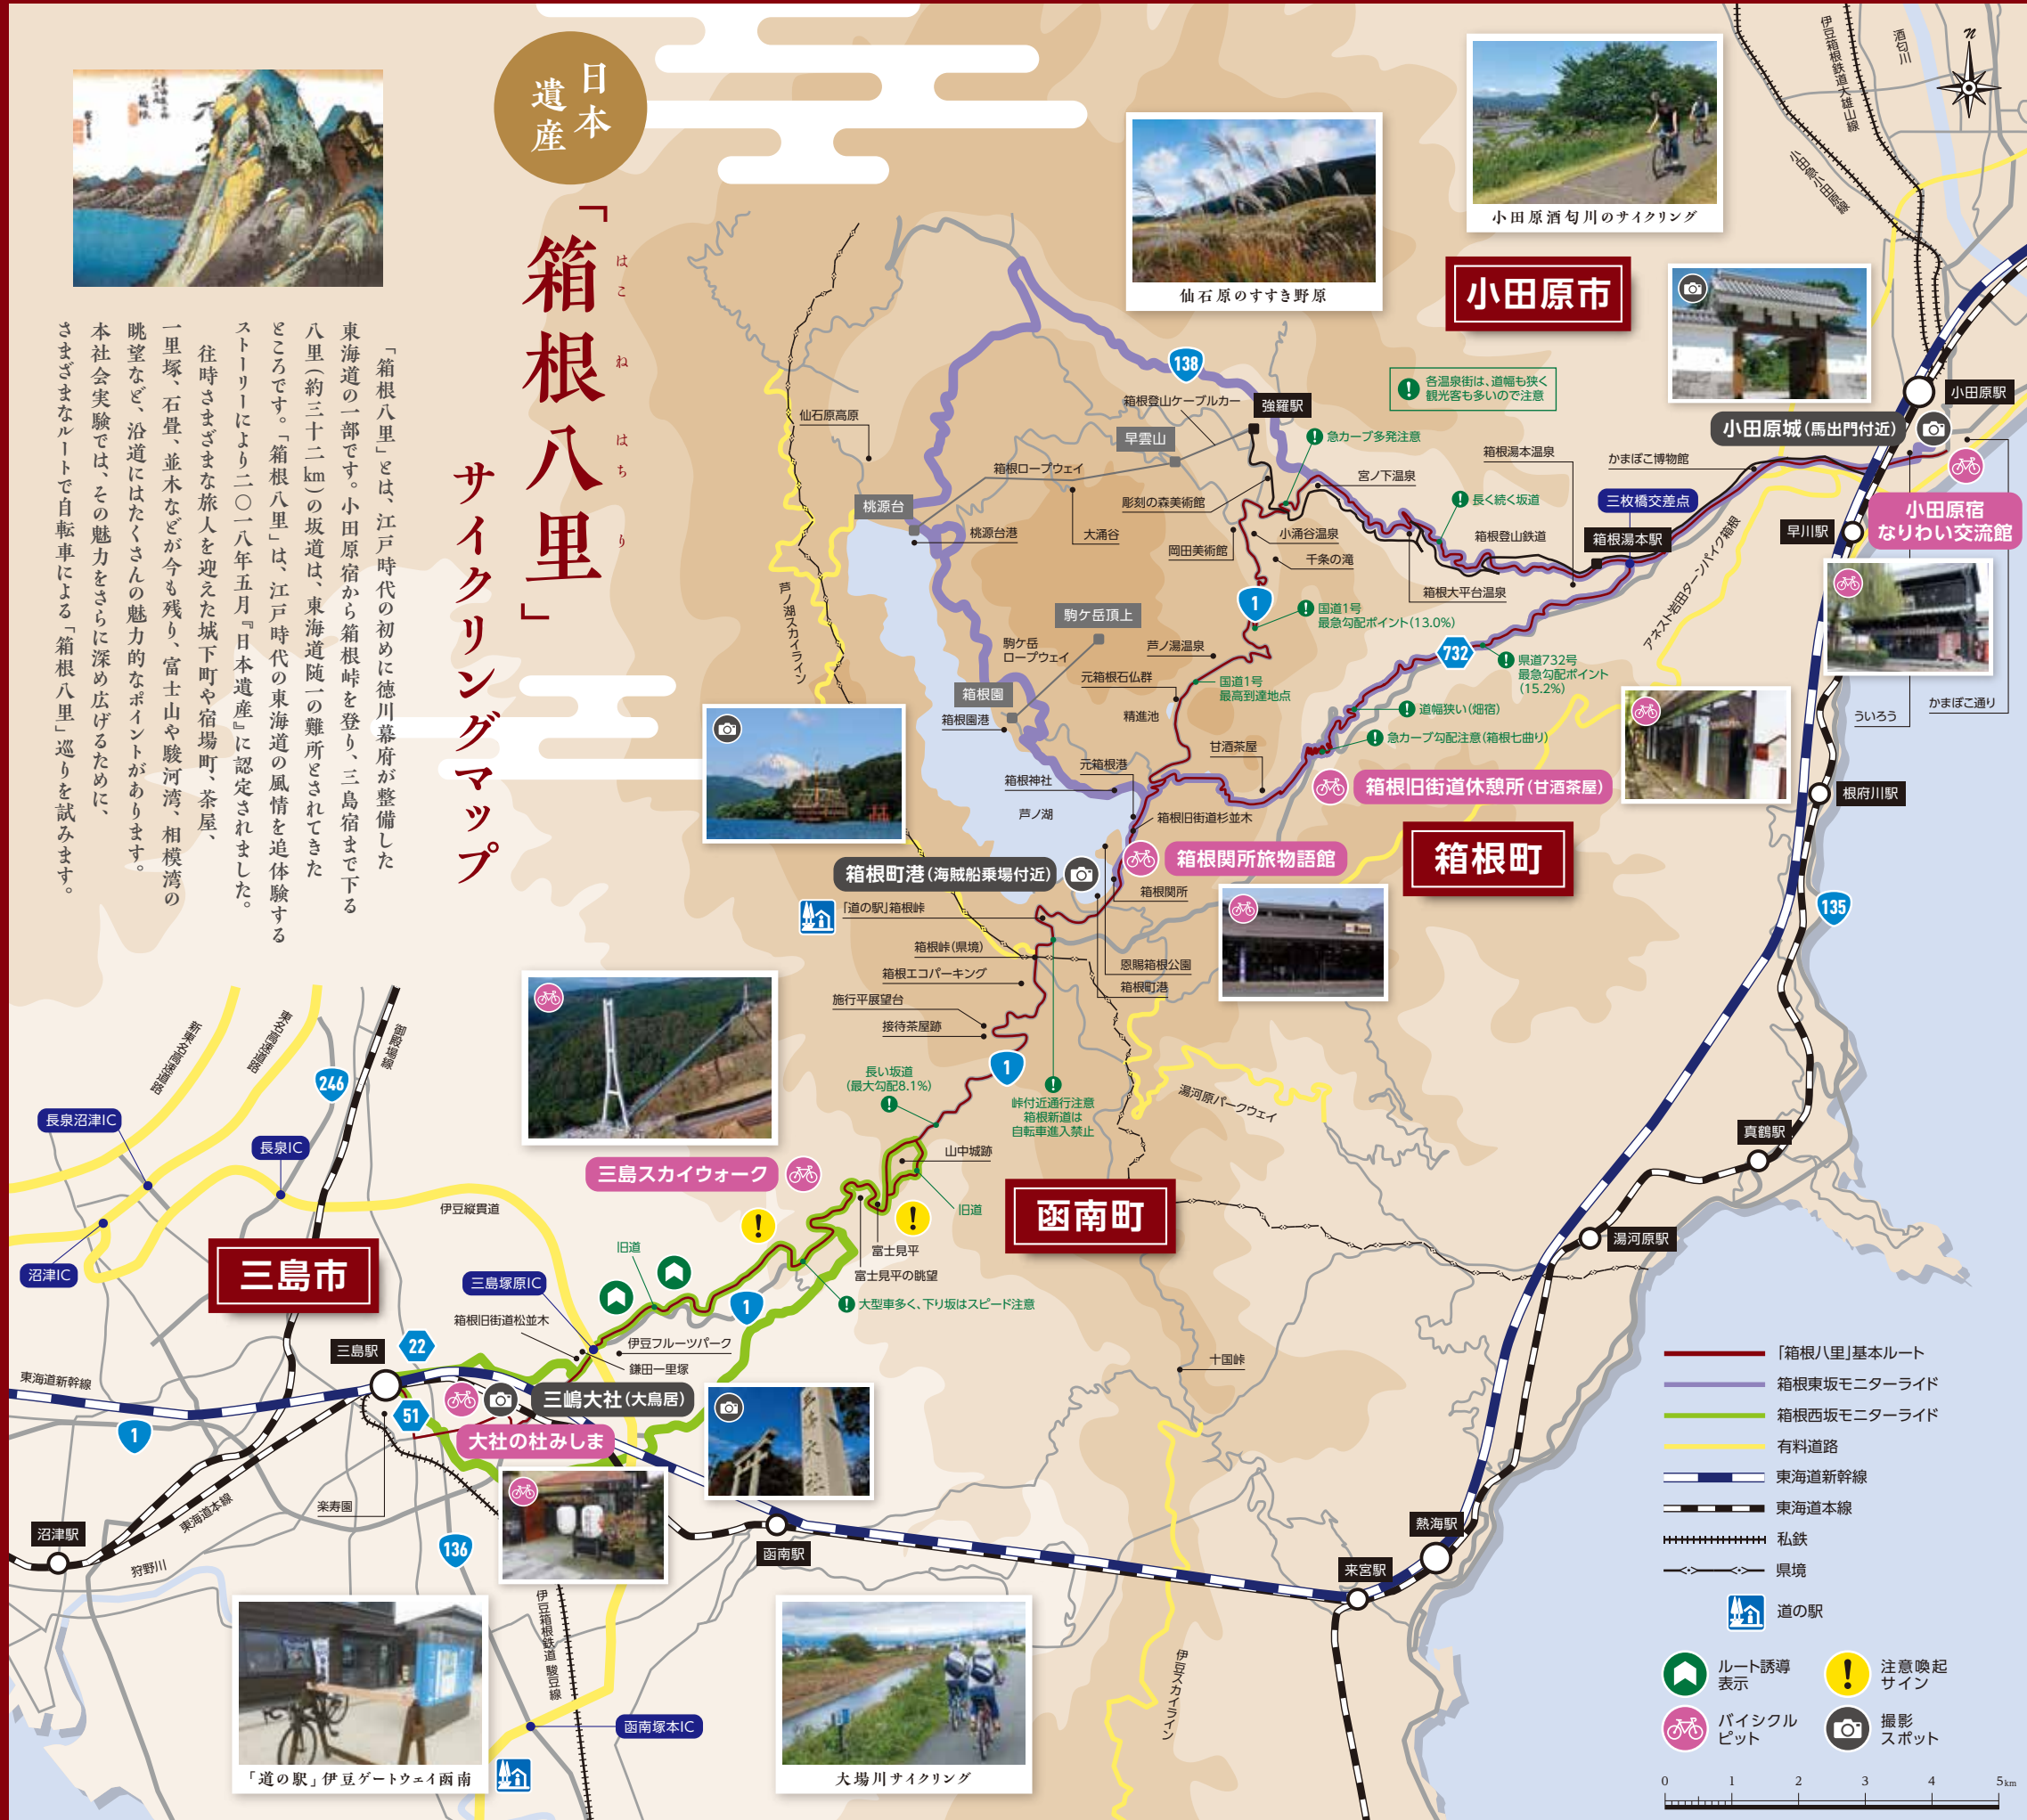 日本
遺産
「箱根八里」
はこ ね はち り
サイクリングマップ
「箱根八里」とは、江戸時代の初めに徳川幕府が整備した
東海道の一部です。小田原宿から箱根峠を登り、三島宿まで下る
八里(約三十二km)の坂道は、東海道随一の難所とされてきた
ところです。「箱根八里」は、江戸時代の東海道の風情を追体験する
ストーリーにより二〇一八年五月『日本遺産』に認定されました。
往時さまざまな旅人を迎えた城下町や宿場町、茶屋、
一里塚、石畳、並木などが今も残り、富士山や駿河湾、相模湾の
眺望など、沿道にはたくさんの魅力的なポイントがあります。
本社会実験では、その魅力をさらに深め広げるために、
さまざまなルートで自転車による「箱根八里」巡りを試みます。
仙石原のすすき野原
小田原酒匂川のサイクリング
伊豆箱根鉄道大雄山線
酒匂川
小田急小田原線
N
小田原市
138
各温泉街は、道幅も狭く
観光客も多いので注意
小田原駅
小田原城(馬出門付近)
箱根登山ケーブルカー
強羅駅
仙石原高原
早雲山
急カーブ多発注意
箱根湯本温泉
かまぼこ博物館
箱根ロープウェイ
宮ノ下温泉
長く続く坂道
三枚橋交差点
小田原宿
なりわい交流館
桃源台
彫刻の森美術館
桃源台港
大涌谷
岡田美術館
小涌谷温泉
箱根登山鉄道
箱根湯本駅
早川駅
千条の滝
箱根大平台温泉
アネスト岩田ターンパイク箱根
芦ノ湖スカイライン
1
国道1号
最急勾配ポイント(13.0%)
駒ケ岳頂上
駒ケ岳
ロープウェイ
芦ノ湯温泉
732
県道732号
最急勾配ポイント
(15.2%)
元箱根石仏群
国道1号
最高到達地点
箱根園
箱根園港
精進池
道幅狭い(畑宿)
ういろう
かまぼこ通り
急カーブ勾配注意(箱根七曲り)
甘酒茶屋
元箱根港
箱根神社
箱根旧街道休憩所(甘酒茶屋)
根府川駅
芦ノ湖
箱根旧街道杉並木
箱根町
箱根関所旅物語館
箱根町港(海賊船乗場付近)
箱根関所
135
「道の駅」箱根峠
箱根峠(県境)
恩賜箱根公園
箱根エコパーキング
箱根町港
施行平展望台
接待茶屋跡
1
長い坂道
(最大勾配8.1%)
峠付近通行注意
箱根新道は
自転車進入禁止
湯河原パークウェイ
真鶴駅
新東名高速道路
東名高速道路
御殿場線
246
長泉沼津IC
長泉IC
山中城跡
三島スカイウォーク
函南町
旧道
伊豆縦貫道
湯河原駅
富士見平
富士見平の眺望
三島市
沼津IC
旧道
三島塚原IC
大型車多く、下り坂はスピード注意
1
箱根旧街道松並木
伊豆フルーツパーク
三島駅
22
鎌田一里塚
十国峠
東海道新幹線
51
三嶋大社(大鳥居)
1
大社の杜みしま
楽寿園
東海道本線
沼津駅
狩野川
136
函南駅
熱海駅
来宮駅
伊豆箱根鉄道 駿豆線
伊豆スカイライン
函南塚本IC
「道の駅」伊豆ゲートウェイ函南
大場川サイクリング
「箱根八里」基本ルート
箱根東坂モニターライド
箱根西坂モニターライド
有料道路
東海道新幹線
東海道本線
私鉄
県境
道の駅
ルート誘導
表示
注意喚起
サイン
バイシクル
ピット
撮影
スポット
0 1 2 3 4 5km